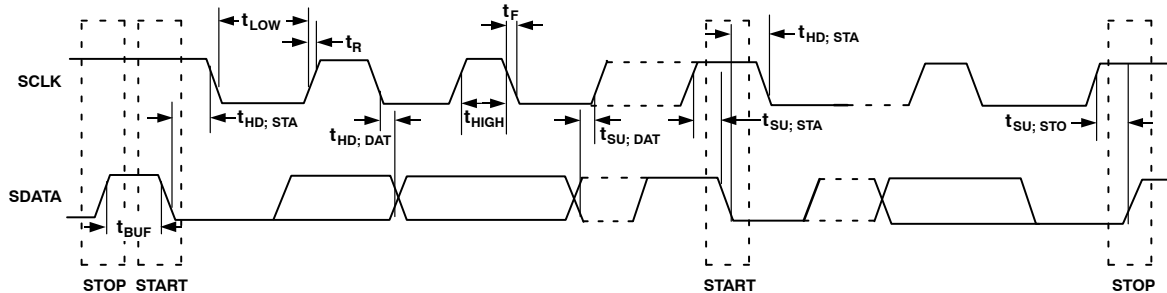 tLOW
tR
tF
tHD; STA
SCLK
tHD; STA
tHD; DAT
tHIGH
tSU; DAT
tSU; STA
tSU; STO
SDATA
tBUF
STOP START START STOP